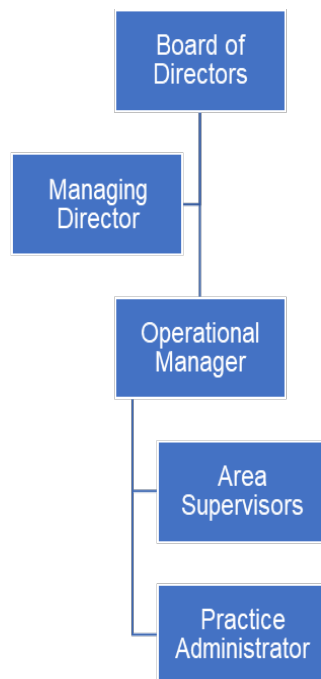 Board of
Directors
Managing
Director
Operational
Manager
Area
Supervisors
Practice
Administrator